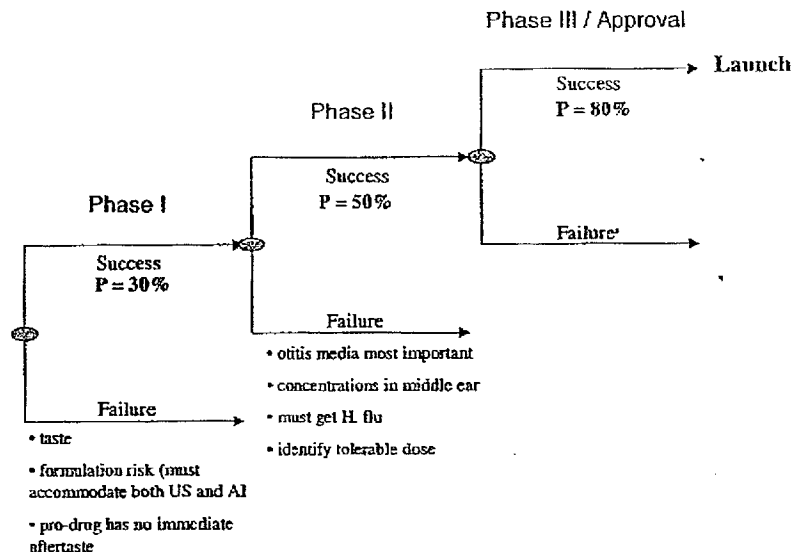 Phase III / Approval
Launch
Success
P = 80%
Phase II
Success
P = 50%
Failure
Phase I
Success
P = 30%
Failure
• otitis media most important
• concentrations in middle ear
• must get H. flu
• identify tolerable dose
Failure
• taste
• formulation risk (must
accommodate both US and AI
• pro-drug has no immediate
aftertaste